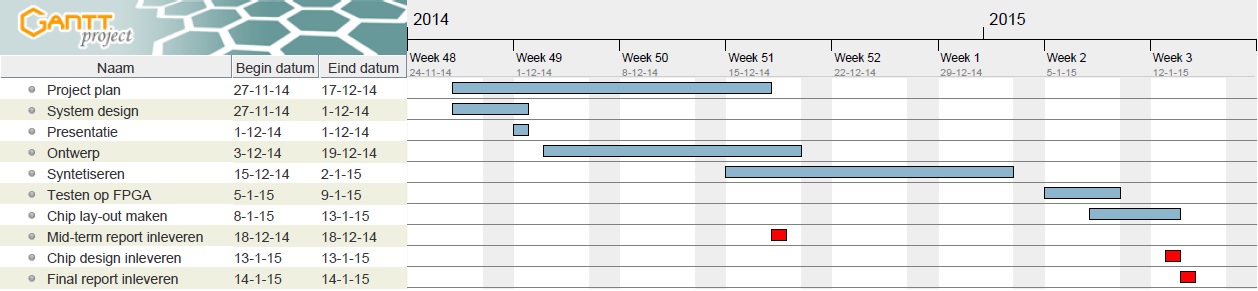 GANTT project
2014 2015
Week 48 Week 49 Week 50 Week 51 Week 52 Week 1 Week 2 Week 3
Naam Begin datum Eind datum 24-11-14 1-12-14 8-12-14 15-12-14 22-12-14 29-12-14 5-1-15 12-1-15
Project plan 27-11-14 17-12-14
System design 27-11-14 1-12-14
Presentatie 1-12-14 1-12-14
Ontwerp 3-12-14 19-12-14
Syntetiseren 15-12-14 2-1-15
Testen op FPGA 5-1-15 9-1-15
Chip lay-out maken 8-1-15 13-1-15
Mid-term report inleveren 18-12-14 18-12-14
Chip design inleveren 13-1-15 13-1-15
Final report inleveren 14-1-15 14-1-15